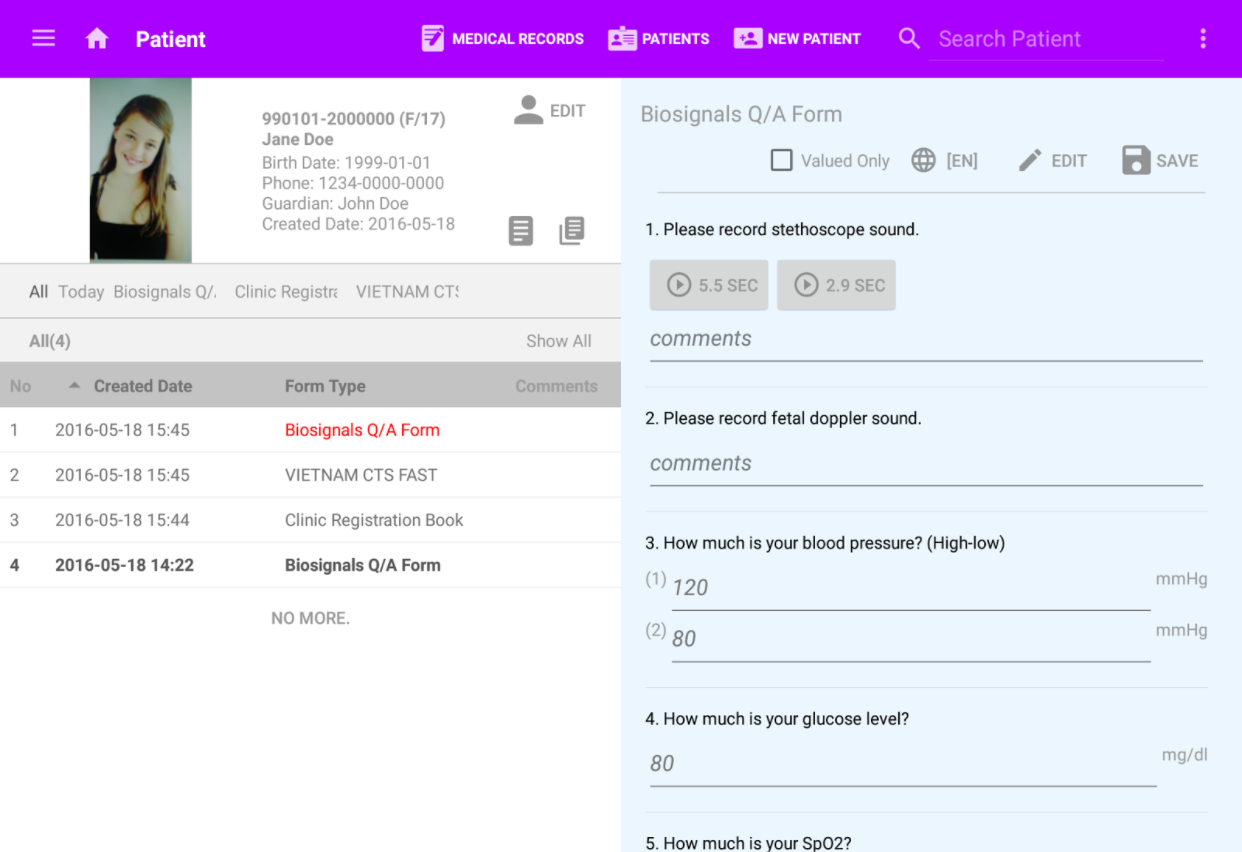 Patient
MEDICAL RECORDS
PATIENTS
NEW PATIENT
Search Patient
990101-2000000 (F/17)
Jane Doe
Birth Date: 1999-01-01
Phone: 1234-0000-0000
Guardian: John Doe
Created Date: 2016-05-18
EDIT
All Today Biosignals Q/. Clinic Registra VIETNAM CTS
All(4) Show All
No Created Date Form Type Comments
1 2016-05-18 15:45 Biosignals Q/A Form
2 2016-05-18 15:45 VIETNAM CTS FAST
3 2016-05-18 15:44 Clinic Registration Book
4 2016-05-18 14:22 Biosignals Q/A Form
NO MORE.
Biosignals Q/A Form
Valued Only [EN] EDIT SAVE
1. Please record stethoscope sound.
5.5 SEC 2.9 SEC
comments
2. Please record fetal doppler sound.
comments
3. How much is your blood pressure? (High-low)
(1) 120 mmHg
(2) 80 mmHg
4. How much is your glucose level?
80 mg/dl
5. How much is your SpO2?